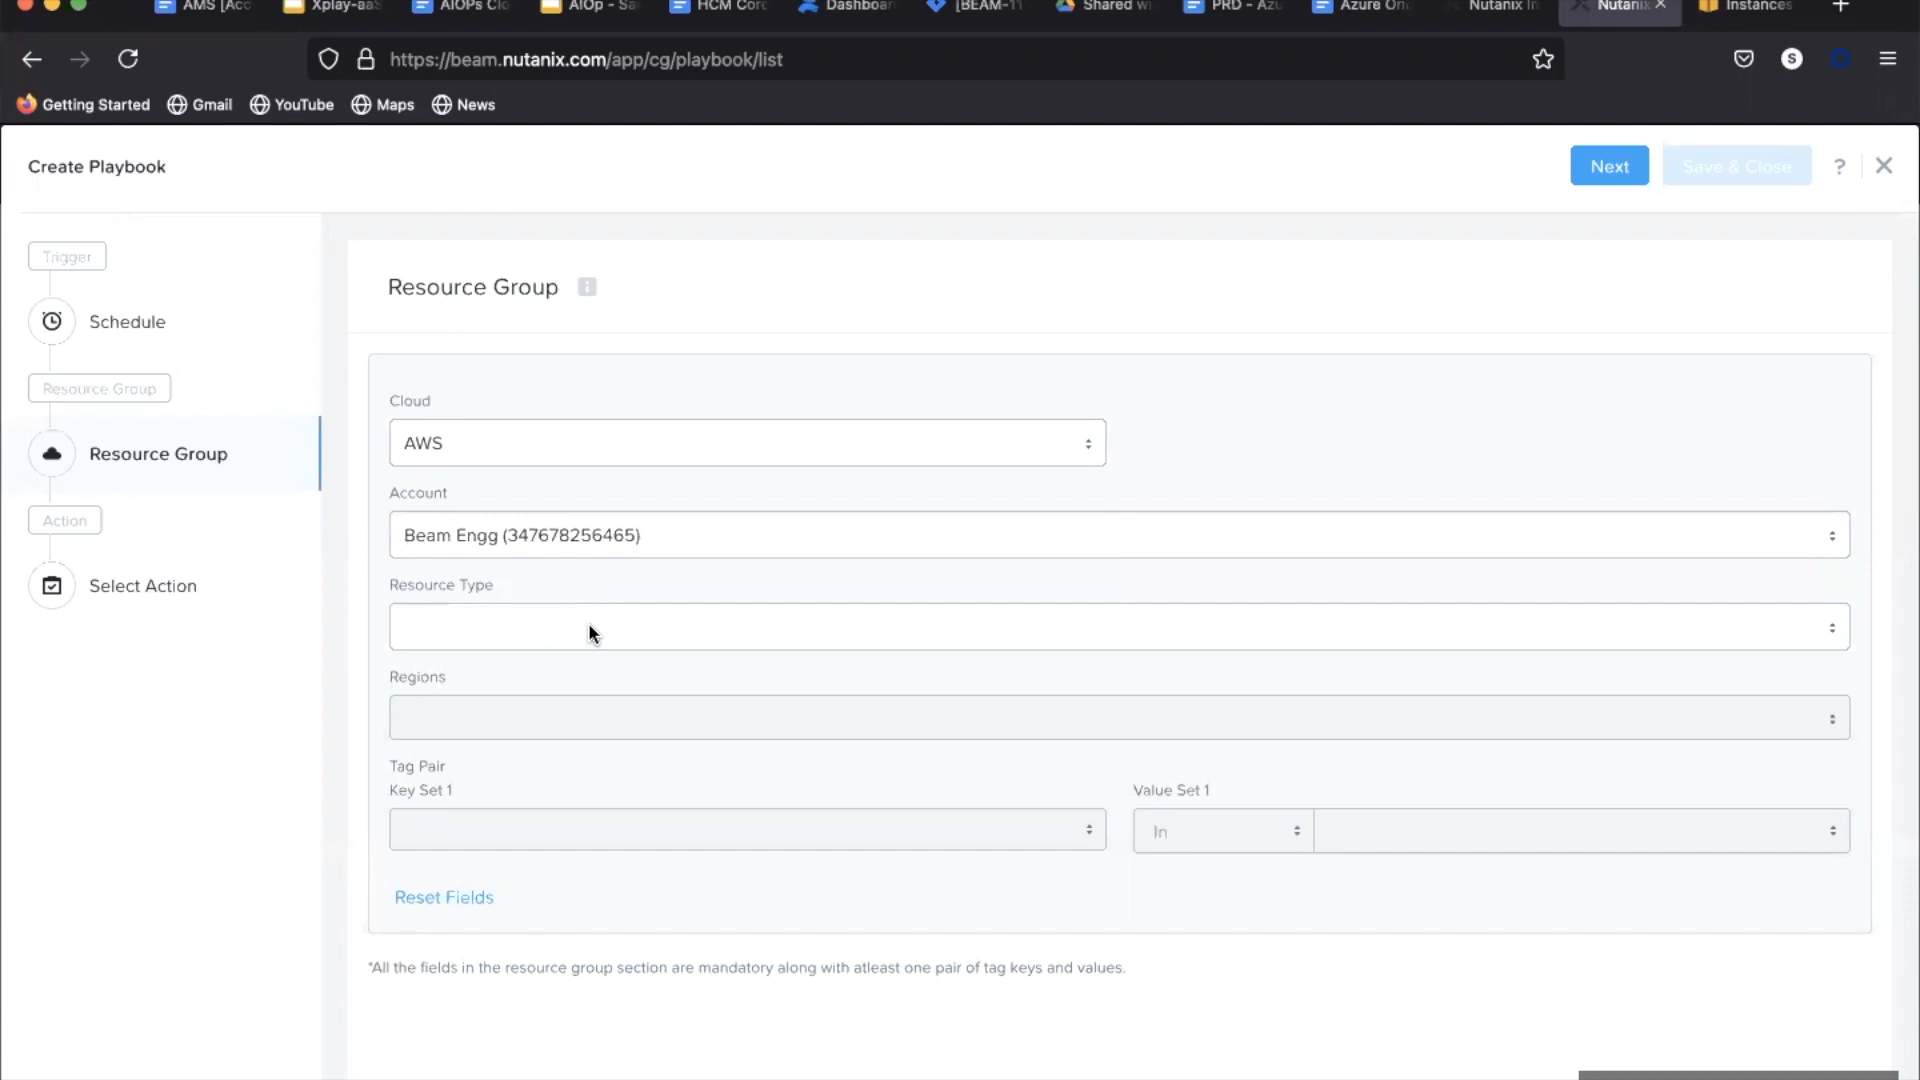 AMS [Acc
Xplay-aaS
AIOPs Clo
AIOp - Sa
HCM Core
Dashboar
[BEAM-11
Shared wi
PRD - Azu
Azure On
Nutanix In
Nutanix
Instances
https://beam.nutanix.com/app/cg/playbook/list
S
Getting Started
Gmail
YouTube
Maps
News
Create Playbook
Next
Save & Close
?
Trigger
Schedule
Resource Group
Resource Group
Action
Select Action
Resource Group
Cloud
AWS
Account
Beam Engg (347678256465)
Resource Type
Regions
Tag Pair
Key Set 1
Value Set 1
In
Reset Fields
*All the fields in the resource group section are mandatory along with atleast one pair of tag keys and values.